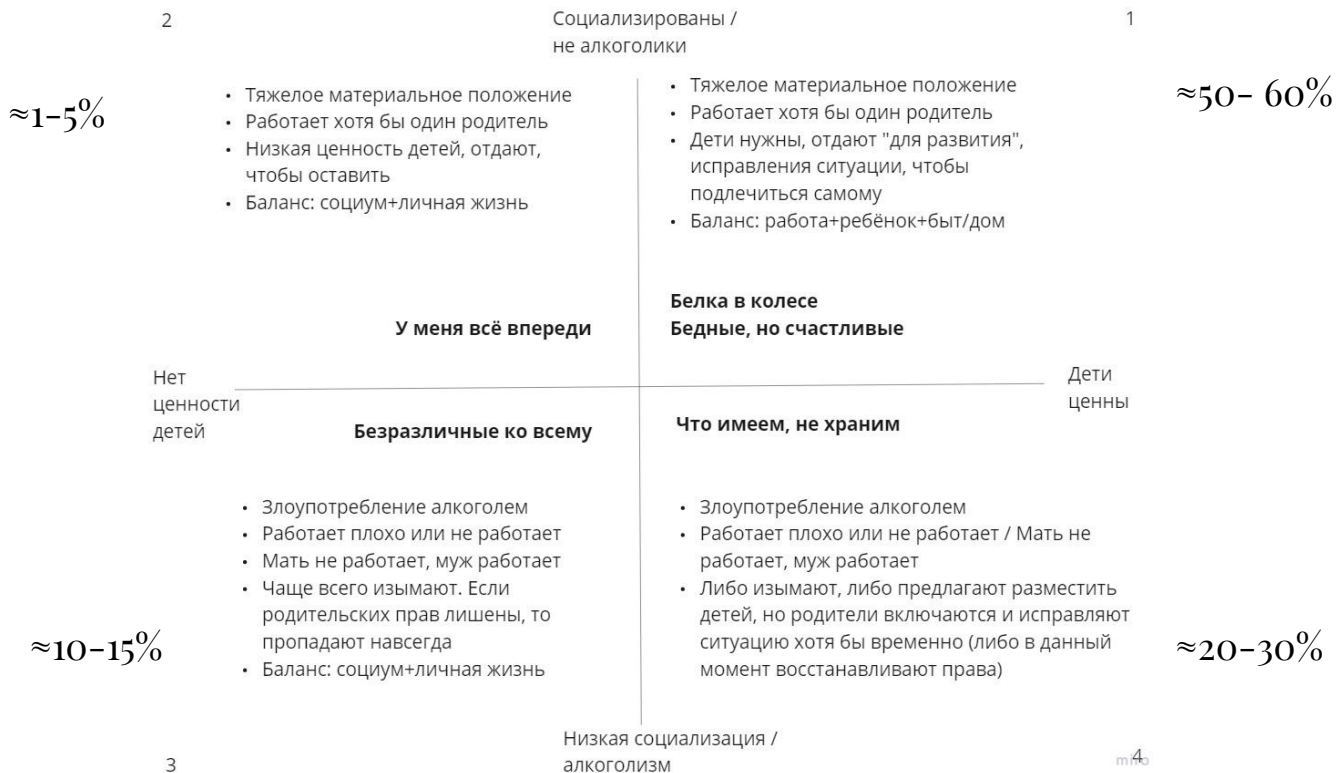 2
Социализированы /
не алкоголики
1
≈1-5%
• Тяжелое материальное положение
• Работает хотя бы один родитель
• Низкая ценность детей, отдают,
чтобы оставить
• Баланс: социум+личная жизнь
• Тяжелое материальное положение
• Работает хотя бы один родитель
• Дети нужны, отдают "для развития",
исправления ситуации, чтобы
подлечиться самому
• Баланс: работа+ребёнок+быт/дом
≈50- 60%
У меня всё впереди
Белка в колесе
Бедные, но счастливые
Нет
ценности
детей
Дети
ценны
Безразличные ко всему
Что имеем, не храним
≈10-15%
• Злоупотребление алкоголем
• Работает плохо или не работает
• Мать не работает, муж работает
• Чаще всего изымают. Если
родительских прав лишены, то
пропадают навсегда
• Баланс: социум+личная жизнь
• Злоупотребление алкоголем
• Работает плохо или не работает / Мать не
работает, муж работает
• Либо изымают, либо предлагают разместить
детей, но родители включаются и исправляют
ситуацию хотя бы временно (либо в данный
момент восстанавливают права)
≈20-30%
3
Низкая социализация /
алкоголизм
miro
4